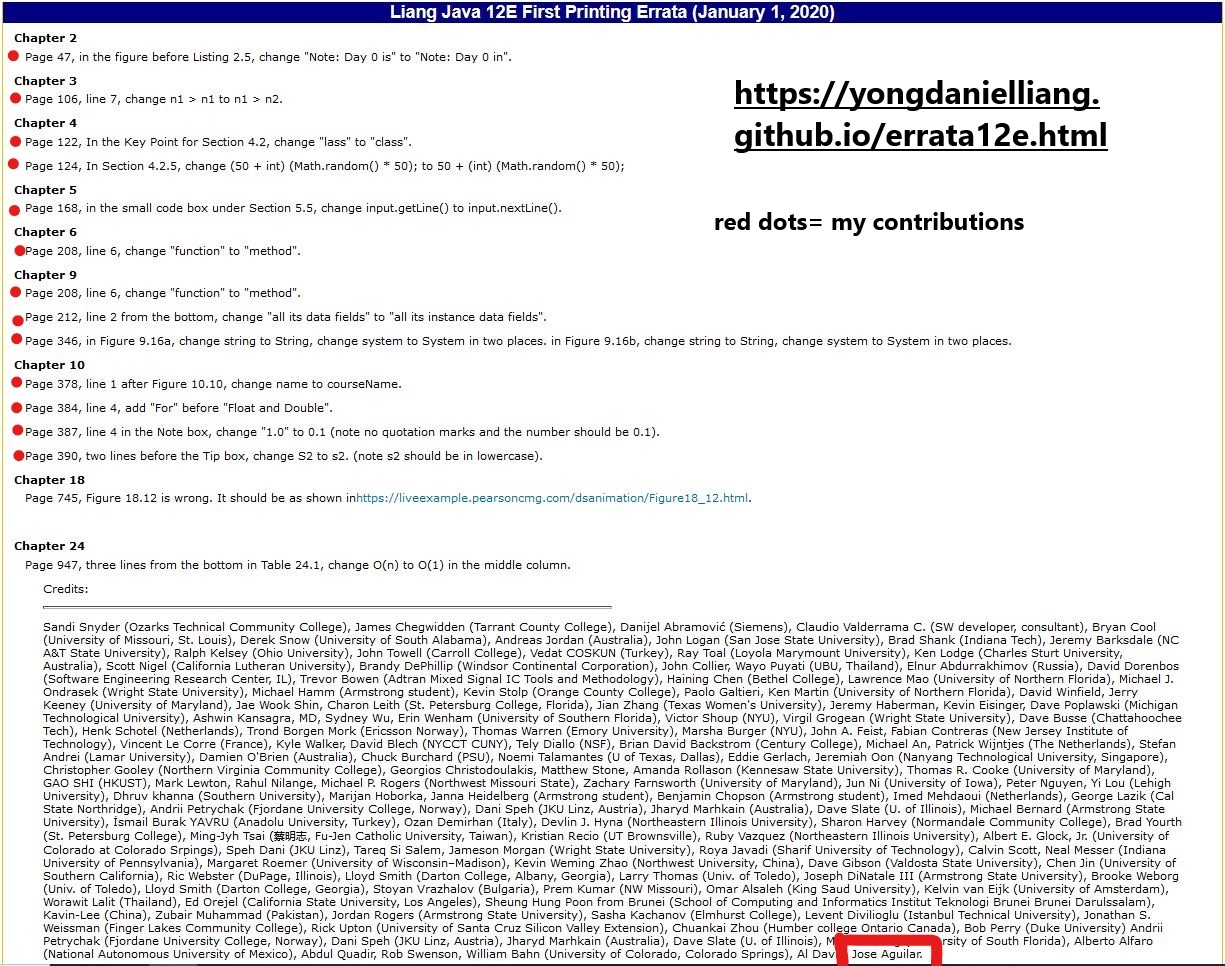 Liang Java 12E First Printing Errata (January 1, 2020)
Chapter 2
Page 47, in the figure before Listing 2.5, change "Note: Day 0 is" to "Note: Day 0 in".
Chapter 3
Page 106, line 7, change n1 > n1 to n1 > n2.
https://yongdanielliang.
github.io/errata12e.html
Chapter 4
Page 122, In the Key Point for Section 4.2, change "lass" to "class".
Page 124, In Section 4.2.5, change (50 + int) (Math.random() * 50); to 50 + (int) (Math.random() * 50);
Chapter 5
Page 168, in the small code box under Section 5.5, change input.getLine() to input.nextLine().
red dots= my contributions
Chapter 6
Page 208, line 6, change "function" to "method".
Chapter 9
Page 208, line 6, change "function" to "method".
Page 212, line 2 from the bottom, change "all its data fields" to "all its instance data fields".
Page 346, in Figure 9.16a, change string to String, change system to System in two places. in Figure 9.16b, change string to String, change system to System in two places.
Chapter 10
Page 378, line 1 after Figure 10.10, change name to courseName.
Page 384, line 4, add "For" before "Float and Double".
Page 387, line 4 in the Note box, change "1.0" to 0.1 (note no quotation marks and the number should be 0.1).
Page 390, two lines before the Tip box, change S2 to s2. (note s2 should be in lowercase).
Chapter 18
Page 745, Figure 18.12 is wrong. It should be as shown inhttps://liveexample.pearsoncmg.com/dsanimation/Figure18_12.html.
Chapter 24
Page 947, three lines from the bottom in Table 24.1, change O(n) to O(1) in the middle column.
Credits:
Sandi Snyder (Ozarks Technical Community College), James Chegwidden (Tarrant County College), Danijel Abramović (Siemens), Claudio Valderrama C. (SW developer, consultant), Bryan Cool
(University of Missouri, St. Louis), Derek Snow (University of South Alabama), Andreas Jordan (Australia), John Logan (San Jose State University), Brad Shank (Indiana Tech), Jeremy Barksdale (NC
A&T State University), Ralph Kelsey (Ohio University), John Towell (Carroll College), Vedat COSKUN (Turkey), Ray Toal (Loyola Marymount University), Ken Lodge (Charles Sturt University,
Australia), Scott Nigel (California Lutheran University), Brandy DePhillip (Windsor Continental Corporation), John Collier, Wayo Puyati (UBU, Thailand), Elnur Abdurrakhimov (Russia), David Dorenbos
(Software Engineering Research Center, IL), Trevor Bowen (Adtran Mixed Signal IC Tools and Methodology), Haining Chen (Bethel College), Lawrence Mao (University of Northern Florida), Michael J.
Ondrasek (Wright State University), Michael Hamm (Armstrong student), Kevin Stolp (Orange County College), Paolo Galtieri, Ken Martin (University of Northern Florida), David Winfield, Jerry
Keeney (University of Maryland), Jae Wook Shin, Charon Leith (St. Petersburg College, Florida), Jian Zhang (Texas Women's University), Jeremy Haberman, Kevin Eisinger, Dave Poplawski (Michigan
Technological University), Ashwin Kansagra, MD, Sydney Wu, Erin Wenham (University of Southern Florida), Victor Shoup (NYU), Virgil Grogean (Wright State University), Dave Busse (Chattahoochee
Tech), Henk Schotel (Netherlands), Trond Borgen Mork (Ericsson Norway), Thomas Warren (Emory University), Marsha Burger (NYU), John A. Feist, Fabian Contreras (New Jersey Institute of
Technology), Vincent Le Corre (France), Kyle Walker, David Blech (NYCCT CUNY), Tely Diallo (NSF), Brian David Backstrom (Century College), Michael An, Patrick Wijntjes (The Netherlands), Stefan
Andrei (Lamar University), Damien O'Brien (Australia), Chuck Burchard (PSU), Noemi Talamantes (U of Texas, Dallas), Eddie Gerlach, Jeremiah Oon (Nanyang Technological University, Singapore),
Christopher Gooley (Northern Virginia Community College), Georgios Christodoulakis, Matthew Stone, Amanda Rollason (Kennesaw State University), Thomas R. Cooke (University of Maryland),
GAO SHI (HKUST), Mark Lewton, Rahul Nilange, Michael P. Rogers (Northwest Missouri State), Zachary Farnsworth (University of Maryland), Jun Ni (University of Iowa), Peter Nguyen, Yi Lou (Lehigh
University), Dhruv khanna (Southern University), Marijan Hoborka, Janna Heidelberg (Armstrong student), Benjamin Chopson (Armstrong student), Imed Mehdaoui (Netherlands), George Lazik (Cal
State Northridge), Andrii Petrychak (Fjordane University College, Norway), Dani Speh (JKU Linz, Austria), Jharyd Marhkain (Australia), Dave Slate (U. of Illinois), Michael Bernard (Armstrong State
University), İsmail Burak YAVRU (Anadolu University, Turkey), Ozan Demirhan (Italy), Devlin J. Hyna (Northeastern Illinois University), Sharon Harvey (Normandale Community College), Brad Yourth
(St. Petersburg College), Ming-Jyh Tsai (蔡明志, Fu-Jen Catholic University, Taiwan), Kristian Recio (UT Brownsville), Ruby Vazquez (Northeastern Illinois University), Albert E. Glock, Jr. (University of
Colorado at Colorado Srpings), Speh Dani (JKU Linz), Tareq Si Salem, Jameson Morgan (Wright State University), Roya Javadi (Sharif University of Technology), Calvin Scott, Neal Messer (Indiana
University of Pennsylvania), Margaret Roemer (University of Wisconsin–Madison), Kevin Weming Zhao (Northwest University, China), Dave Gibson (Valdosta State University), Chen Jin (University of
Southern California), Ric Webster (DuPage, Illinois), Lloyd Smith (Darton College, Albany, Georgia), Larry Thomas (Univ. of Toledo), Joseph DiNatale III (Armstrong State University), Brooke Weborg
(Univ. of Toledo), Lloyd Smith (Darton College, Georgia), Stoyan Vrazhalov (Bulgaria), Prem Kumar (NW Missouri), Omar Alsaleh (King Saud University), Kelvin van Eijk (University of Amsterdam),
Worawit Lalit (Thailand), Ed Orejel (California State University, Los Angeles), Sheung Hung Poon from Brunei (School of Computing and Informatics Institut Teknologi Brunei Brunei Darulssalam),
Kavin-Lee (China), Zubair Muhammad (Pakistan), Jordan Rogers (Armstrong State University), Sasha Kachanov (Elmhurst College), Levent Divilioglu (Istanbul Technical University), Jonathan S.
Weissman (Finger Lakes Community College), Rick Upton (University of Santa Cruz Silicon Valley Extension), Chuankai Zhou (Humber college Ontario Canada), Bob Perry (Duke University) Andrii
Petrychak (Fjordane University College, Norway), Dani Speh (JKU Linz, Austria), Jharyd Marhkain (Australia), Dave Slate (U. of Illinois), of South Florida), Alberto Alfaro
(National Autonomous University of Mexico), Abdul Quadir, Rob Swenson, William Bahn (University of Colorado, Colorado Springs), Al Jose Aguilar.